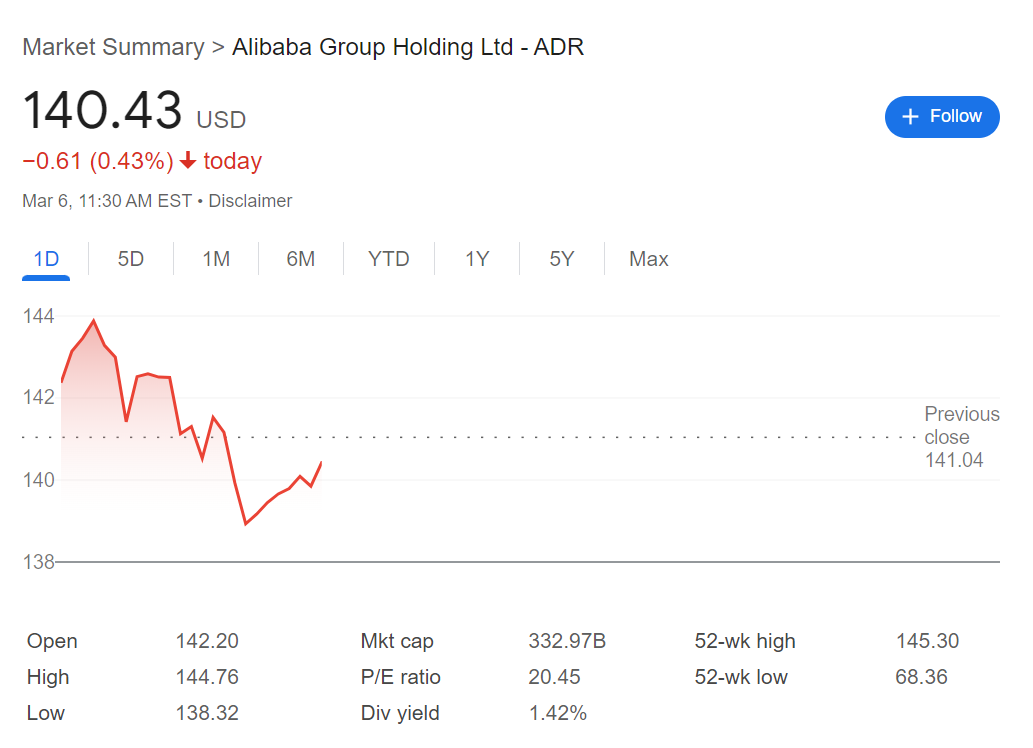 Market Summary > Alibaba Group Holding Ltd - ADR
140.43 USD
+ Follow
−0.61 (0.43%) ↓ today
Mar 6, 11:30 AM EST • Disclaimer
1D 5D 1M 6M YTD 1Y 5Y Max
144
142
Previous
close
141.04
140
138
Open 142.20 Mkt cap 332.97B 52-wk high 145.30
High 144.76 P/E ratio 20.45 52-wk low 68.36
Low 138.32 Div yield 1.42%